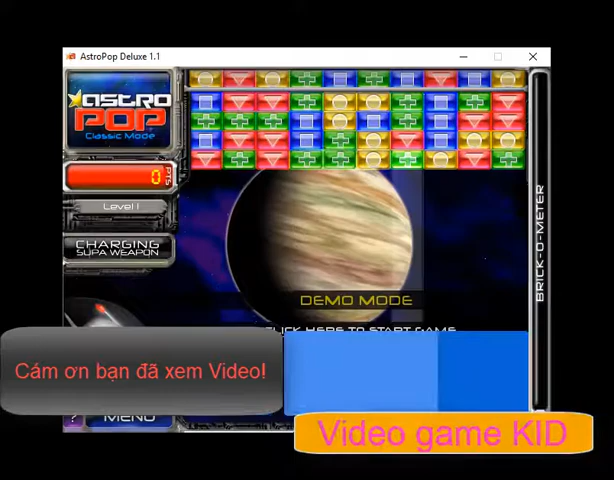 AstroPop Deluxe 1.1
ASTRO
POP
Classic Mode
0 PTS
Level 1
CHARGING
SUPA WEAPON
BRICK-O-METER
DEMO MODE
CLICK HERE TO START GAME
Cám ơn bạn đã xem Video!
? MENU
Video game KID